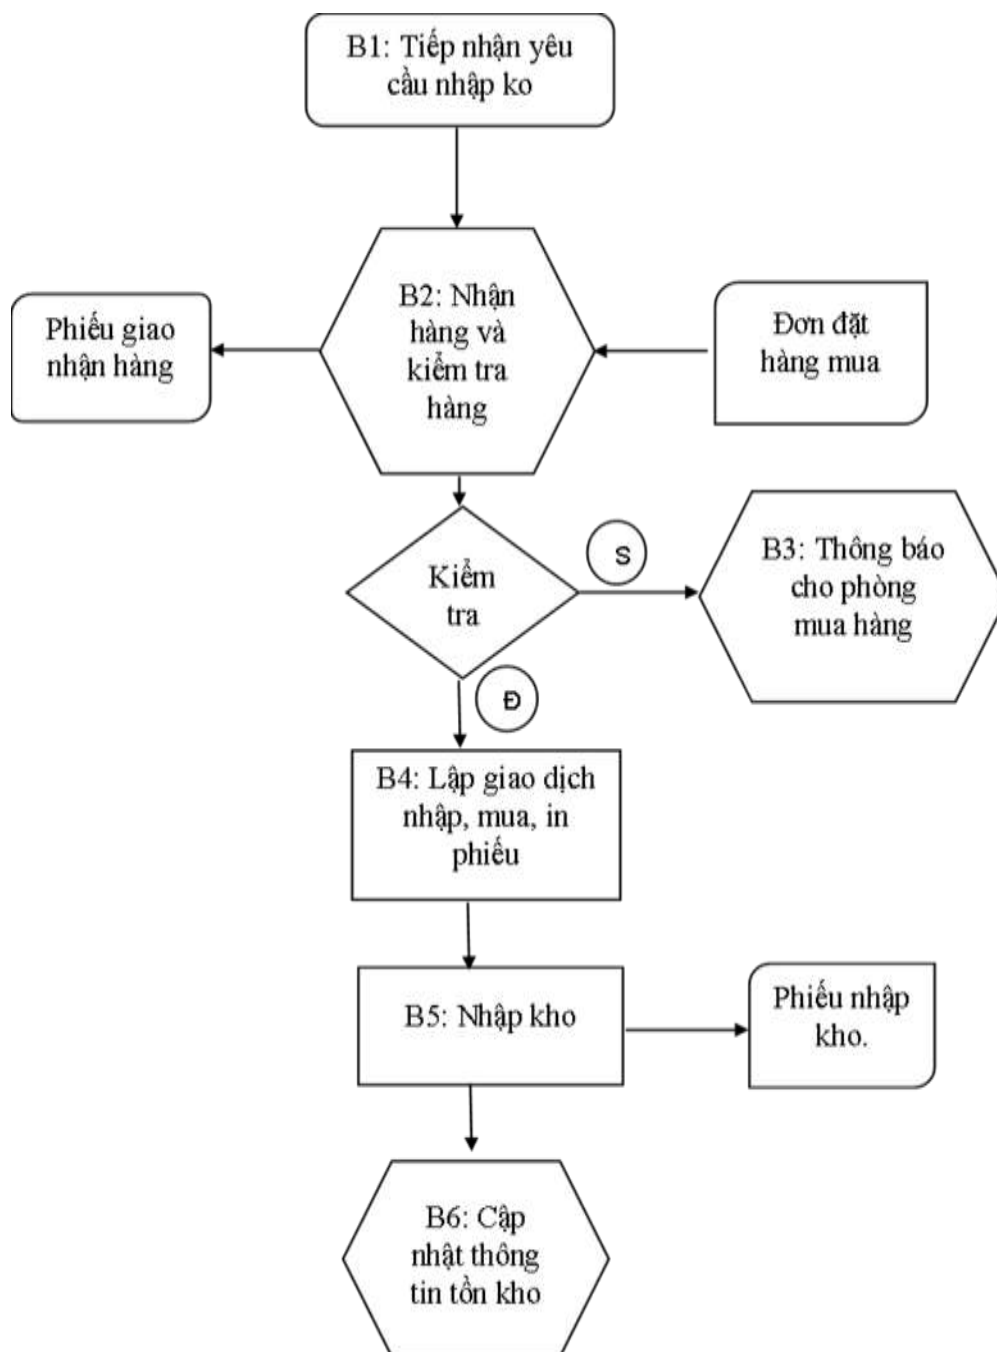 B1: Tiếp nhận yêu
cầu nhập ko
B2: Nhận
hàng và
kiểm tra
hàng
Phiếu giao
nhận hàng
Đơn đặt
hàng mua
Kiểm
tra
S
B3: Thông báo
cho phòng
mua hàng
Đ
B4: Lập giao dịch
nhập, mua, in
phiếu
B5: Nhập kho
Phiếu nhập
kho.
B6: Cập
nhật thông
tin tồn kho